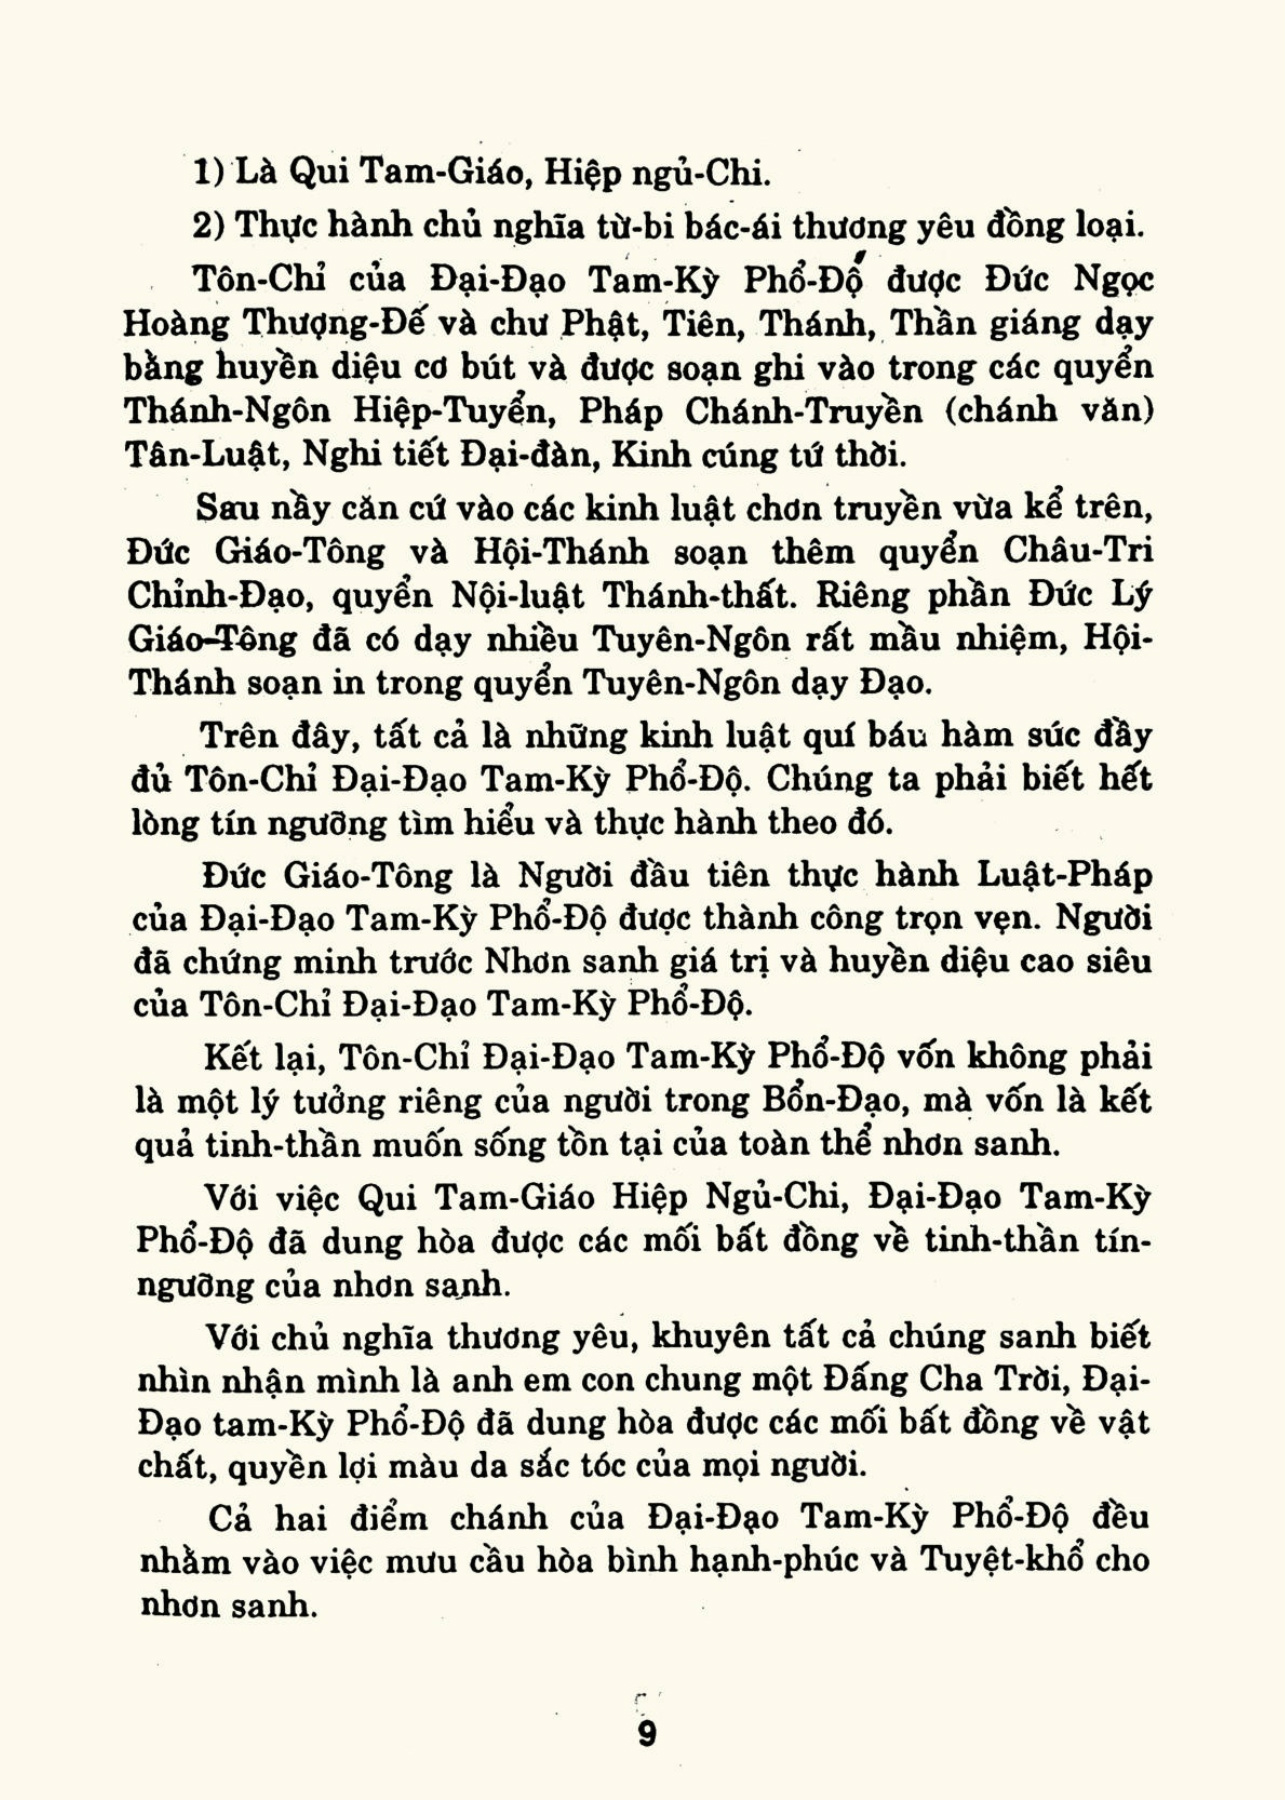 1) Là Qui Tam-Giáo, Hiệp ngủ-Chi.
2) Thực hành chủ nghĩa từ-bi bác-ái thương yêu đồng loại.
Tôn-Chỉ của Đại-Đạo Tam-Kỳ Phổ-Độ được Đức Ngọc
Hoàng Thượng-Đế và chư Phật, Tiên, Thánh, Thần giáng dạy
bằng huyền diệu cơ bút và được soạn ghi vào trong các quyển
Thánh-Ngôn Hiệp-Tuyển, Pháp Chánh-Truyền (chánh văn)
Tân-Luật, Nghi tiết Đại-đàn, Kinh cúng tứ thời.
Sau nầy căn cứ vào các kinh luật chơn truyền vừa kể trên,
Đức Giáo-Tông và Hội-Thánh soạn thêm quyển Châu-Tri
Chỉnh-Đạo, quyển Nội-luật Thánh-thất. Riêng phần Đức Lý
Giáo-Tông đã có dạy nhiều Tuyên-Ngôn rất mầu nhiệm, Hội-
Thánh soạn in trong quyển Tuyên-Ngôn dạy Đạo.
Trên đây, tất cả là những kinh luật quí báu hàm súc đầy
đủ Tôn-Chỉ Đại-Đạo Tam-Kỳ Phổ-Độ. Chúng ta phải biết hết
lòng tín ngưỡng tìm hiểu và thực hành theo đó.
Đức Giáo-Tông là Người đầu tiên thực hành Luật-Pháp
của Đại-Đạo Tam-Kỳ Phổ-Độ được thành công trọn vẹn. Người
đã chứng minh trước Nhơn sanh giá trị và huyền diệu cao siêu
của Tôn-Chỉ Đại-Đạo Tam-Kỳ Phổ-Độ.
Kết lại, Tôn-Chỉ Đại-Đạo Tam-Kỳ Phổ-Độ vốn không phải
là một lý tưởng riêng của người trong Bổn-Đạo, mà vốn là kết
quả tinh-thần muốn sống tồn tại của toàn thể nhơn sanh.
Với việc Qui Tam-Giáo Hiệp Ngủ-Chi, Đại-Đạo Tam-Kỳ
Phổ-Độ đã dung hòa được các mối bất đồng về tinh-thần tín-
ngưỡng của nhơn sanh.
Với chủ nghĩa thương yêu, khuyên tất cả chúng sanh biết
nhìn nhận mình là anh em con chung một Đấng Cha Trời, Đại-
Đạo tam-Kỳ Phổ-Độ đã dung hòa được các mối bất đồng về vật
chất, quyền lợi màu da sắc tóc của mọi người.
Cả hai điểm chánh của Đại-Đạo Tam-Kỳ Phổ-Độ đều
nhằm vào việc mưu cầu hòa bình hạnh-phúc và Tuyệt-khổ cho
nhơn sanh.
9